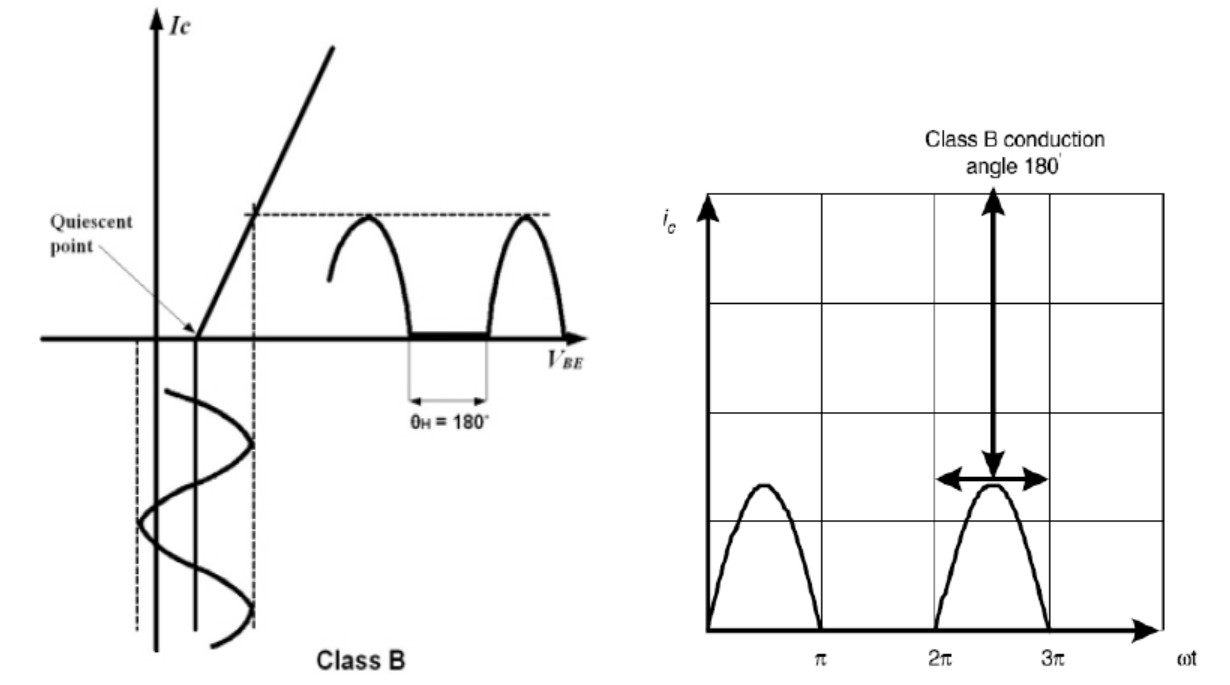 Ic
Quiescent
point
VBE
θH = 180°
Class B
Class B conduction
angle 180'
ic
π
2π
3π
ωt